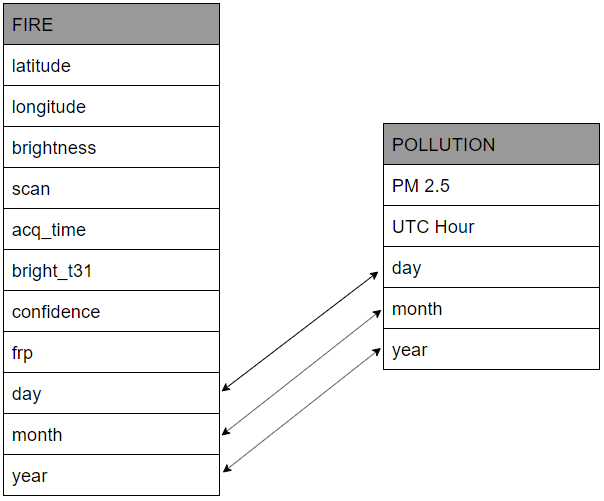 FIRE
latitude
longitude
brightness
scan
acq_time
bright_t31
confidence
frp
day
month
year
POLLUTION
PM 2.5
UTC Hour
day
month
year